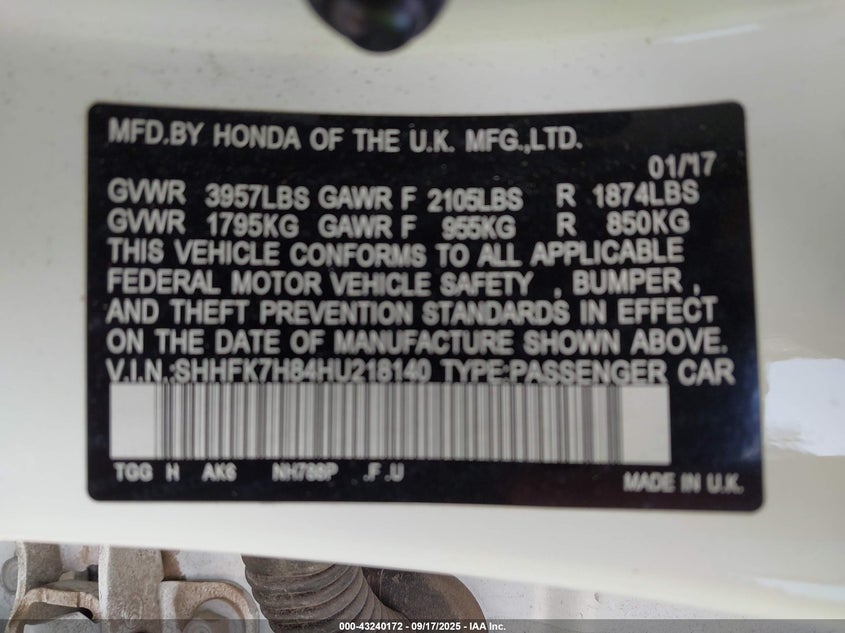 MFD.BY HONDA OF THE U.K. MFG.,LTD.
01/17
GVWR 3957LBS GAWR F 2105LBS R 1874LBS
GVWR 1795KG GAWR F 955KG R 850KG
THIS VEHICLE CONFORMS TO ALL APPLICABLE
FEDERAL MOTOR VEHICLE SAFETY , BUMPER ,
AND THEFT PREVENTION STANDARDS IN EFFECT
ON THE DATE OF MANUFACTURE SHOWN ABOVE.
V.I.N.:SHHFK7H84HU218140 TYPE:PASSENGER CAR
TGG H AK6 NH788P .F .U
MADE IN U.K.
000-43240172 — 09/17/2025 — IAA Inc.